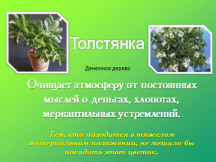 Толстянка
Денежное дерево
Очищает атмосферу от постоянных
мыслей о деньгах, хлопотах,
меркантильных устремлений.
Тем, кто находится в тяжелом
материальном положении, не мешало бы
посадить этот цветок.